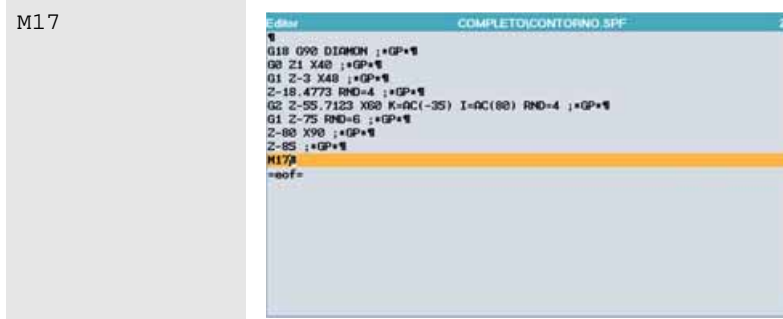 M17
Editor COMPLETO\CONTORNO.SPF 2
¶
G18 G90 DIAMON ;*GP*¶
G0 Z1 X40 ;*GP*¶
G1 Z-3 X48 ;*GP*¶
Z-18.4773 RND=4 ;*GP*¶
G2 Z-55.7123 X60 K=AC(-35) I=AC(80) RND=4 ;*GP*¶
G1 Z-75 RND=6 ;*GP*¶
Z-80 X90 ;*GP*¶
Z-85 ;*GP*¶
M17¶
=eof=